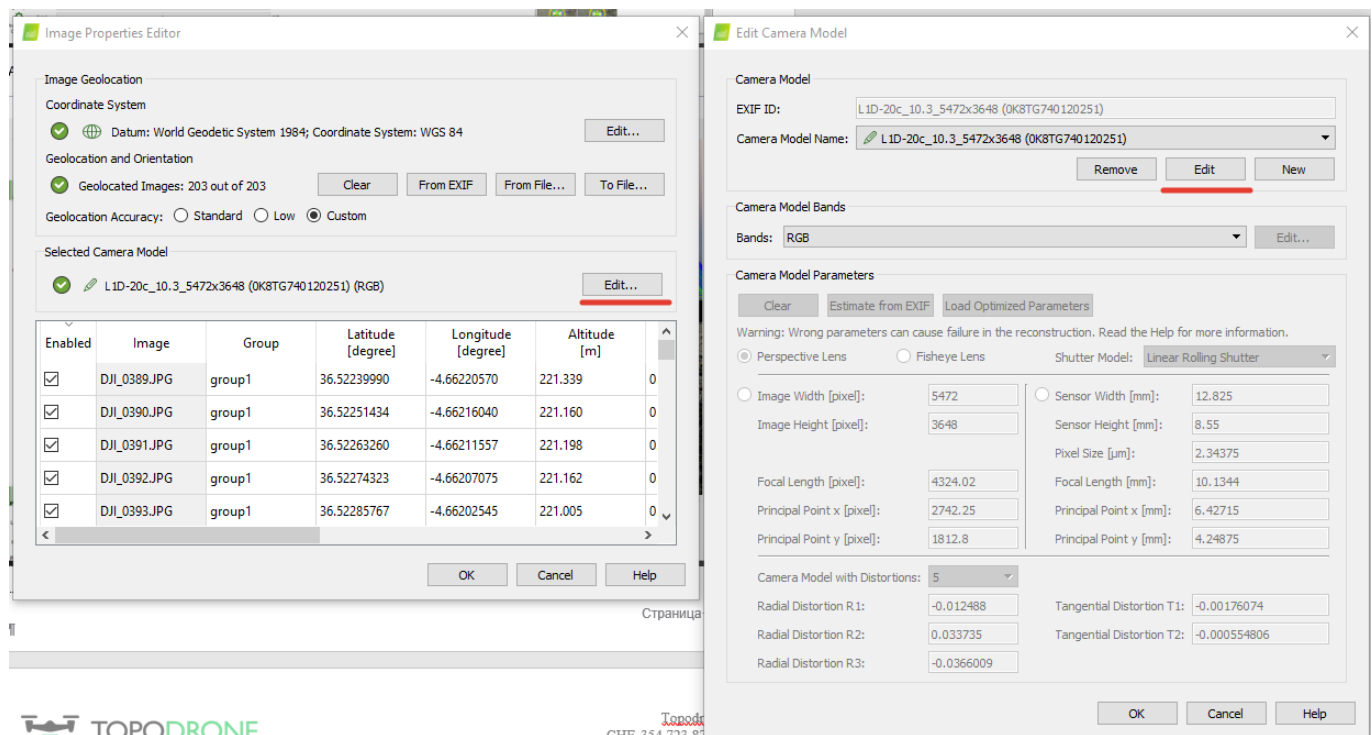 Image Properties Editor
Image Geolocation
Coordinate System
Datum: World Geodetic System 1984; Coordinate System: WGS 84
Edit...
Geolocation and Orientation
Geolocated Images: 203 out of 203
Clear
From EXIF
From File...
To File...
Geolocation Accuracy:
Standard
Low
Custom
Selected Camera Model
L1D-20c_10.3_5472x3648 (0K8TG740120251) (RGB)
Edit...
Enabled Image Group Latitude [degree] Longitude [degree] Altitude [m]
DJI_0389.JPG group1 36.52239990 -4.66220570 221.339 0
DJI_0390.JPG group1 36.52251434 -4.66216040 221.160 0
DJI_0391.JPG group1 36.52263260 -4.66211557 221.198 0
DJI_0392.JPG group1 36.52274323 -4.66207075 221.162 0
DJI_0393.JPG group1 36.52285767 -4.66202545 221.005 0
OK
Cancel
Help
Страница
TOPODRONE
Topodr
CHE-354.723.87
Edit Camera Model
Camera Model
EXIF ID: L1D-20c_10.3_5472x3648 (0K8TG740120251)
Camera Model Name: L1D-20c_10.3_5472x3648 (0K8TG740120251)
Remove
Edit
New
Camera Model Bands
Bands: RGB
Edit...
Camera Model Parameters
Clear
Estimate from EXIF
Load Optimized Parameters
Warning: Wrong parameters can cause failure in the reconstruction. Read the Help for more information.
Perspective Lens
Fisheye Lens
Shutter Model: Linear Rolling Shutter
Image Width [pixel]: 5472
Sensor Width [mm]: 12.825
Image Height [pixel]: 3648
Sensor Height [mm]: 8.55
Pixel Size [µm]: 2.34375
Focal Length [pixel]: 4324.02
Focal Length [mm]: 10.1344
Principal Point x [pixel]: 2742.25
Principal Point x [mm]: 6.42715
Principal Point y [pixel]: 1812.8
Principal Point y [mm]: 4.24875
Camera Model with Distortions: 5
Radial Distortion R1: -0.012488
Tangential Distortion T1: -0.00176074
Radial Distortion R2: 0.033735
Tangential Distortion T2: -0.000554806
Radial Distortion R3: -0.0366009
OK
Cancel
Help